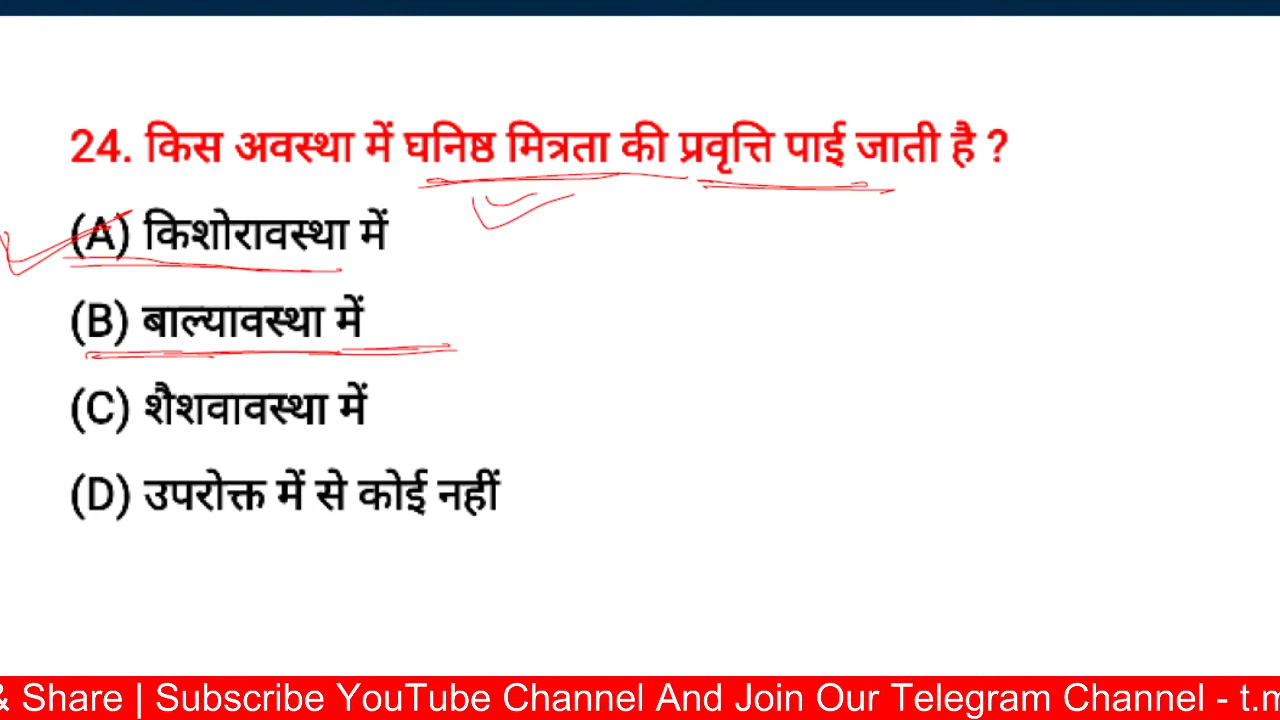 24. किस अवस्था में घनिष्ठ मित्रता की प्रवृत्ति पाई जाती है ?
(A) किशोरावस्था में
(B) बाल्यावस्था में
(C) शैशवावस्था में
(D) उपरोक्त में से कोई नहीं
& Share | Subscribe YouTube Channel And Join Our Telegram Channel - t.m